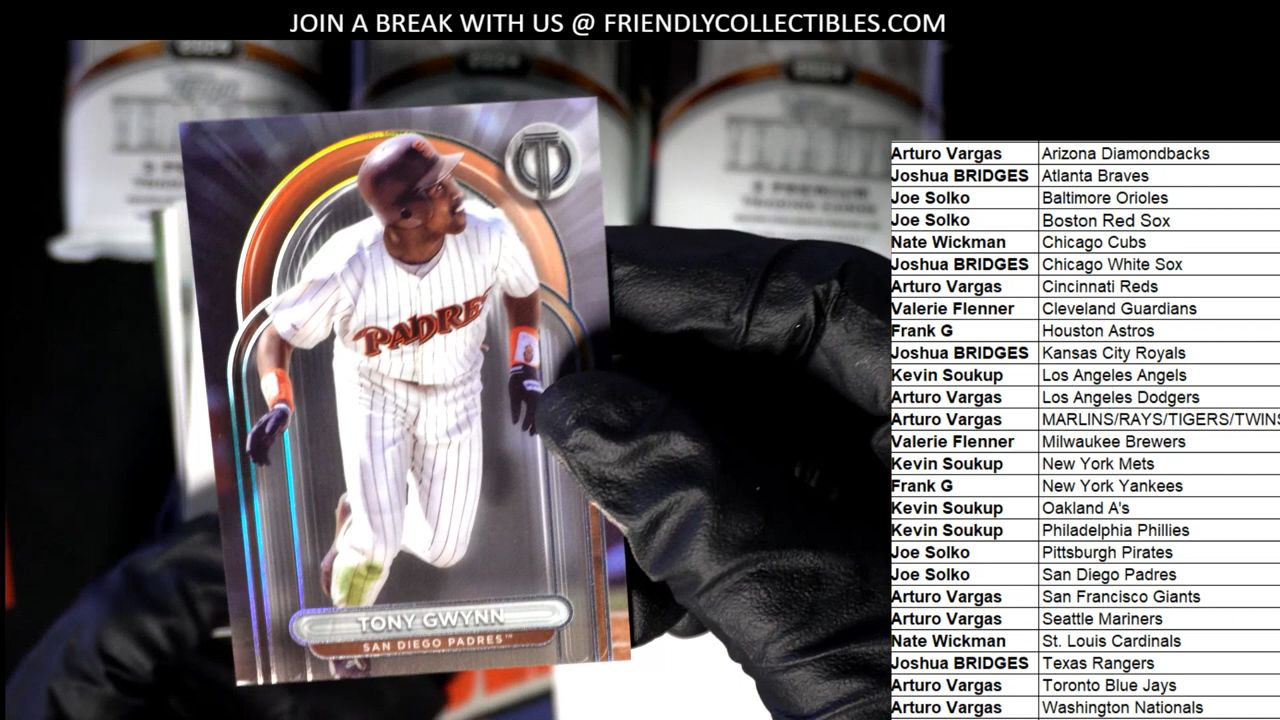 JOIN A BREAK WITH US @ FRIENDLYCOLLECTIBLES.COM
2024
2024
2024
PADRES
TONY GWYNN
SAN DIEGO PADRES™
Arturo Vargas Arizona Diamondbacks
Joshua BRIDGES Atlanta Braves
Joe Solko Baltimore Orioles
Joe Solko Boston Red Sox
Nate Wickman Chicago Cubs
Joshua BRIDGES Chicago White Sox
Arturo Vargas Cincinnati Reds
Valerie Flenner Cleveland Guardians
Frank G Houston Astros
Joshua BRIDGES Kansas City Royals
Kevin Soukup Los Angeles Angels
Arturo Vargas Los Angeles Dodgers
Arturo Vargas MARLINS/RAYS/TIGERS/TWINS
Valerie Flenner Milwaukee Brewers
Kevin Soukup New York Mets
Frank G New York Yankees
Kevin Soukup Oakland A's
Kevin Soukup Philadelphia Phillies
Joe Solko Pittsburgh Pirates
Joe Solko San Diego Padres
Arturo Vargas San Francisco Giants
Arturo Vargas Seattle Mariners
Nate Wickman St. Louis Cardinals
Joshua BRIDGES Texas Rangers
Arturo Vargas Toronto Blue Jays
Arturo Vargas Washington Nationals